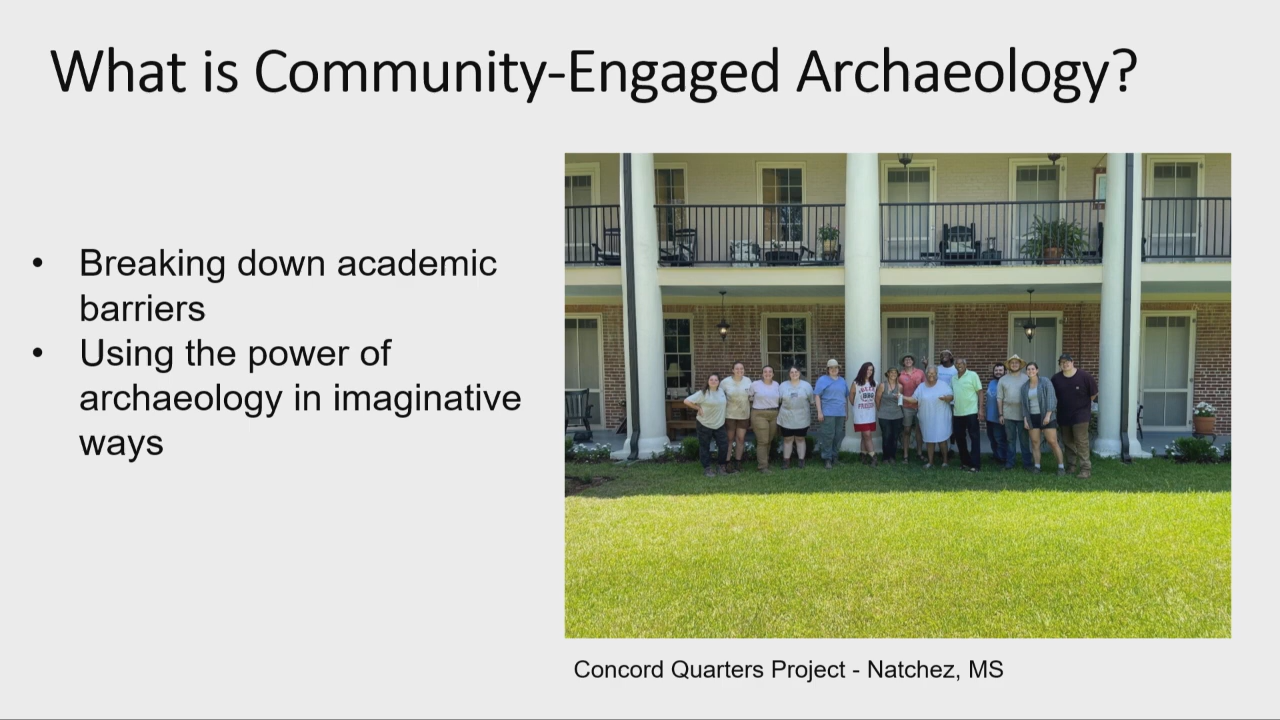 What is Community-Engaged Archaeology?
• Breaking down academic
barriers
• Using the power of
archaeology in imaginative
ways
Concord Quarters Project - Natchez, MS